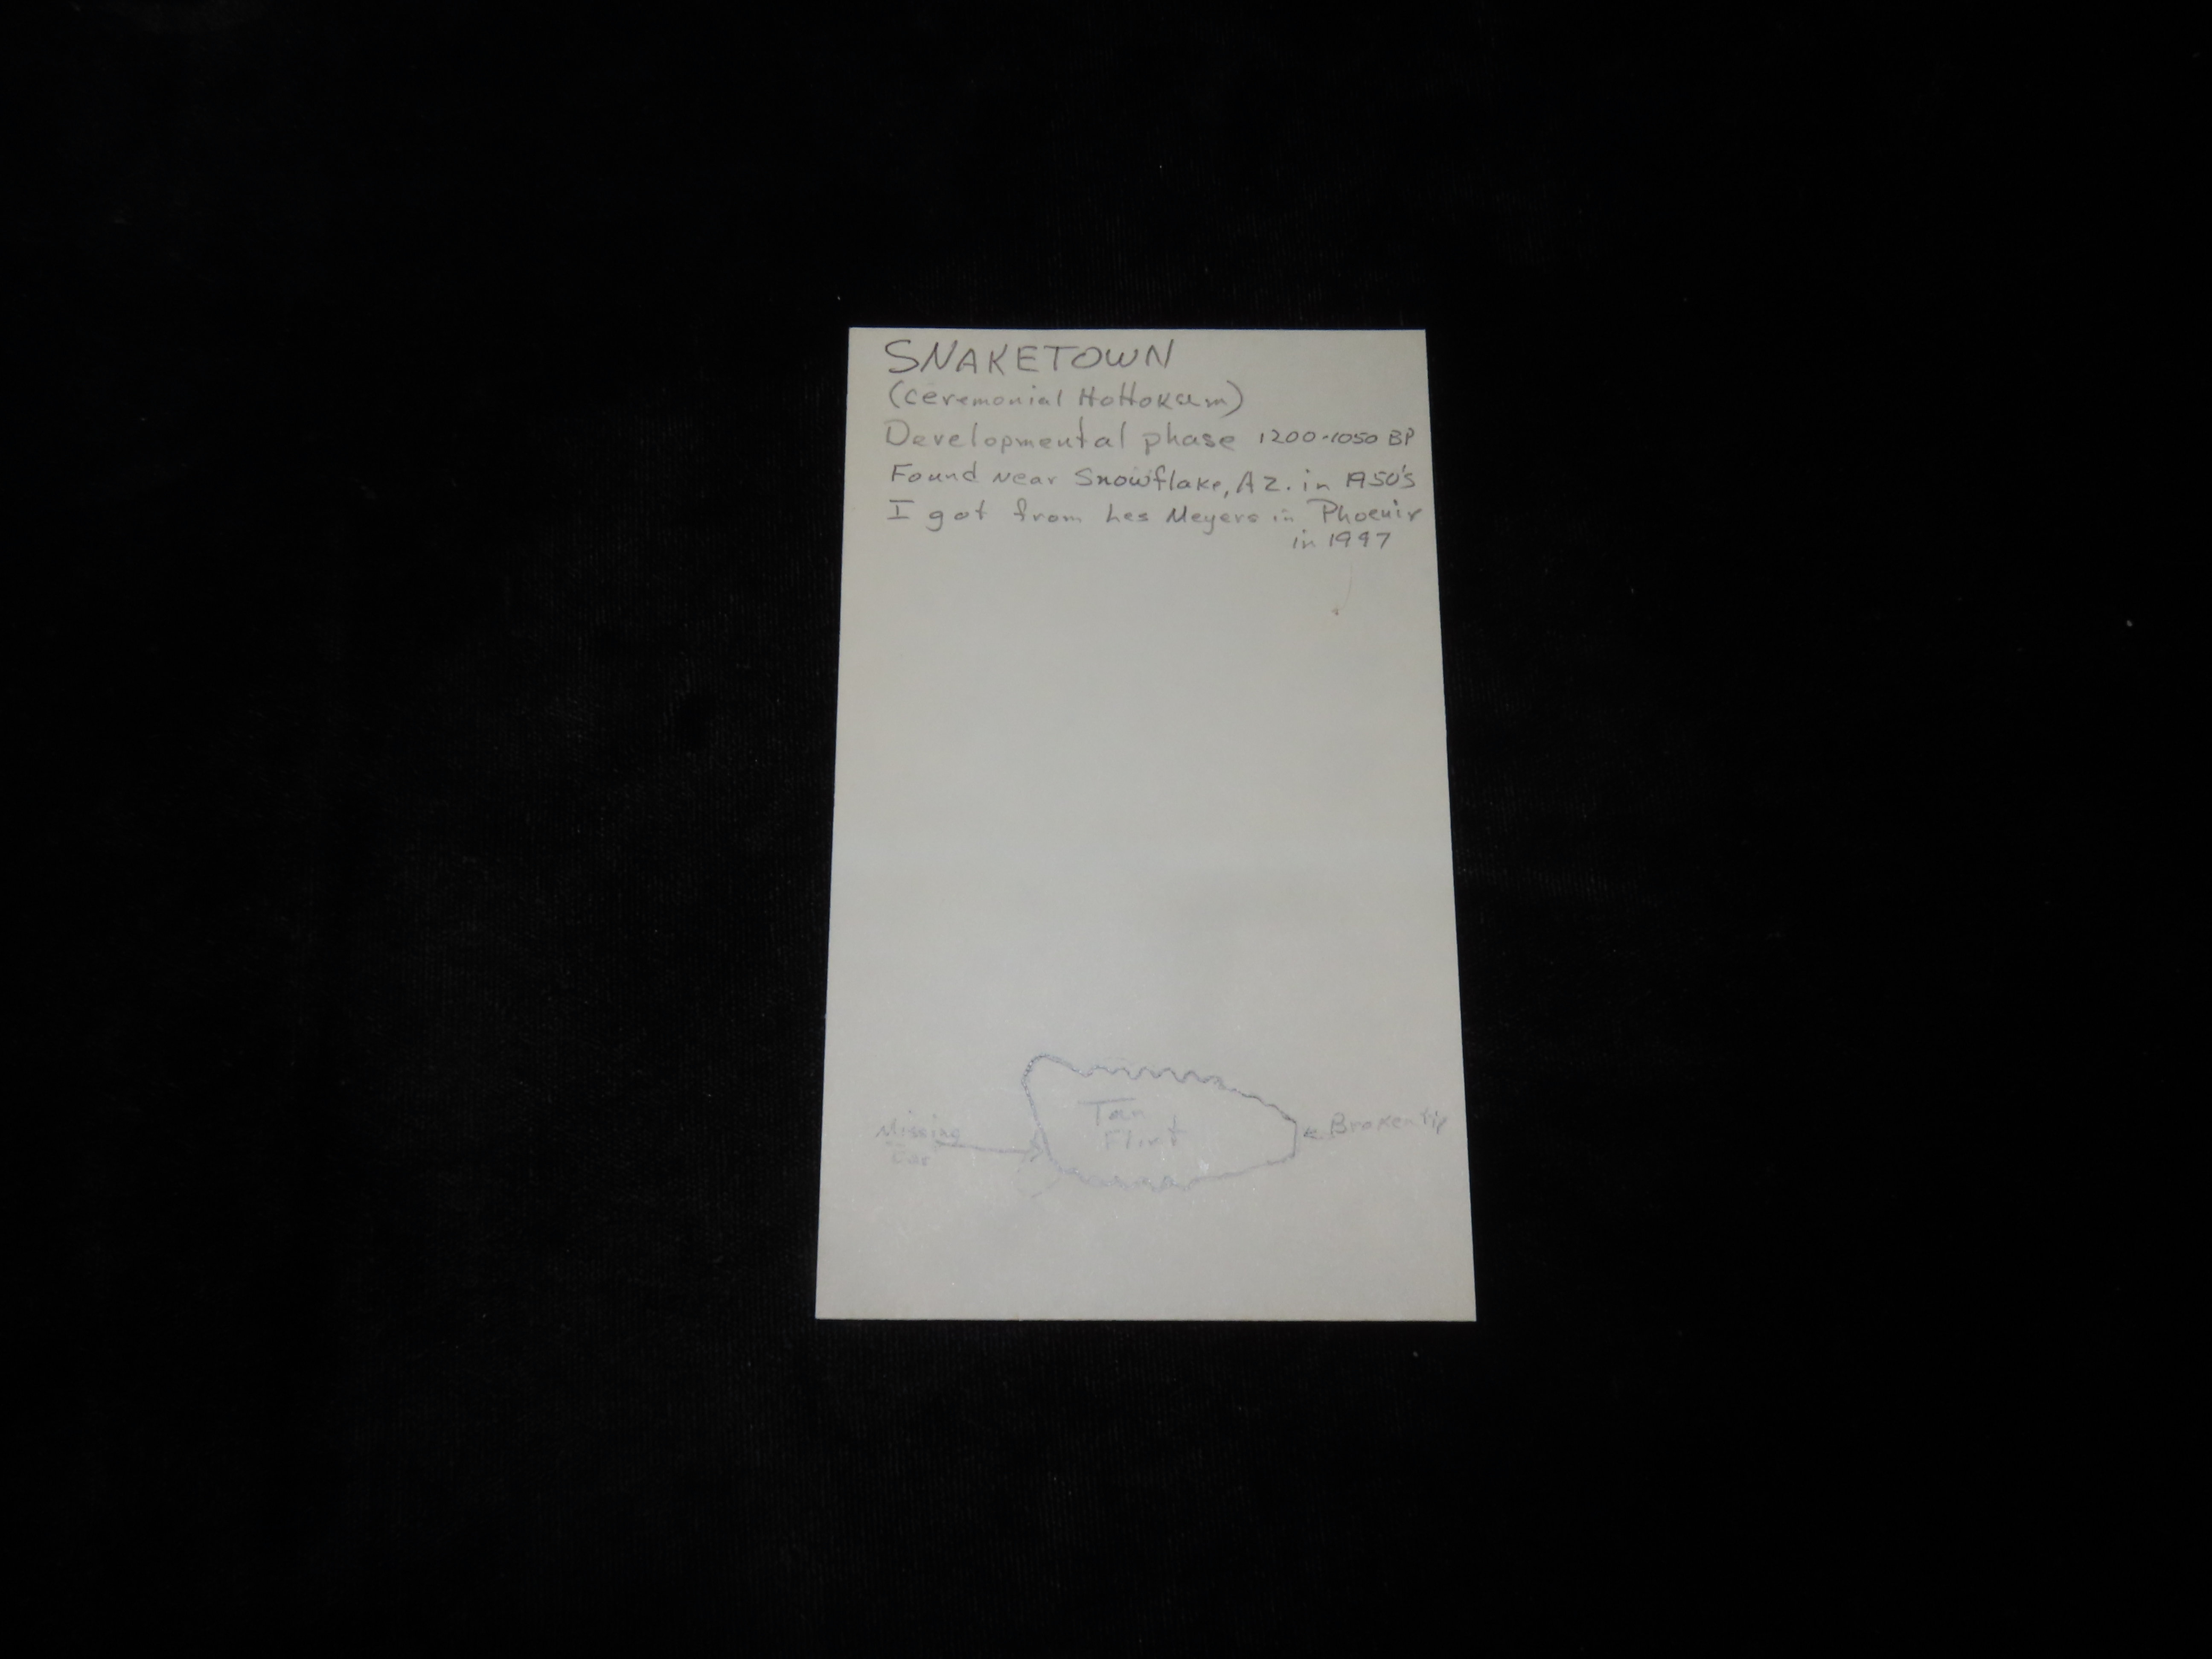 SNAKETOWN
(ceremonial HoHokam)
Developmental phase 1200-1050 BP
Found Near Snowflake, AZ. in 1950's
I got from Les Meyers in Phoenix
in 1997
Tan
Flint
Missing
Ear
Broken tip